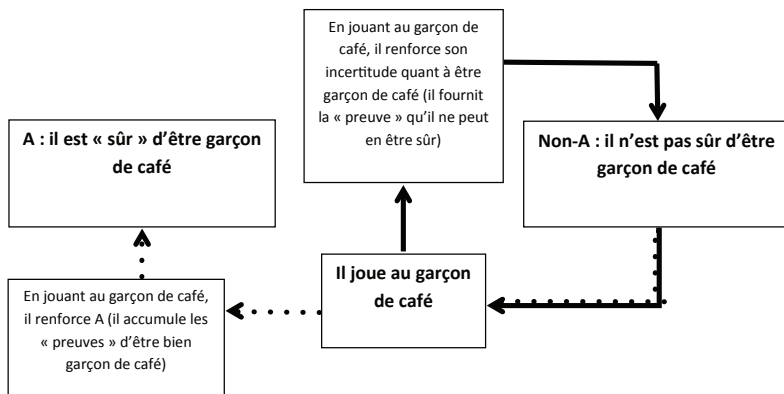 En jouant au garçon de
café, il renforce son
incertitude quant à être
garçon de café (il fournit
la « preuve » qu’il ne peut
en être sûr)
A : il est « sûr » d’être garçon
de café
Non-A : il n’est pas sûr d’être
garçon de café
Il joue au garçon
de café
En jouant au garçon de café,
il renforce A (il accumule les
« preuves » d’être bien
garçon de café)